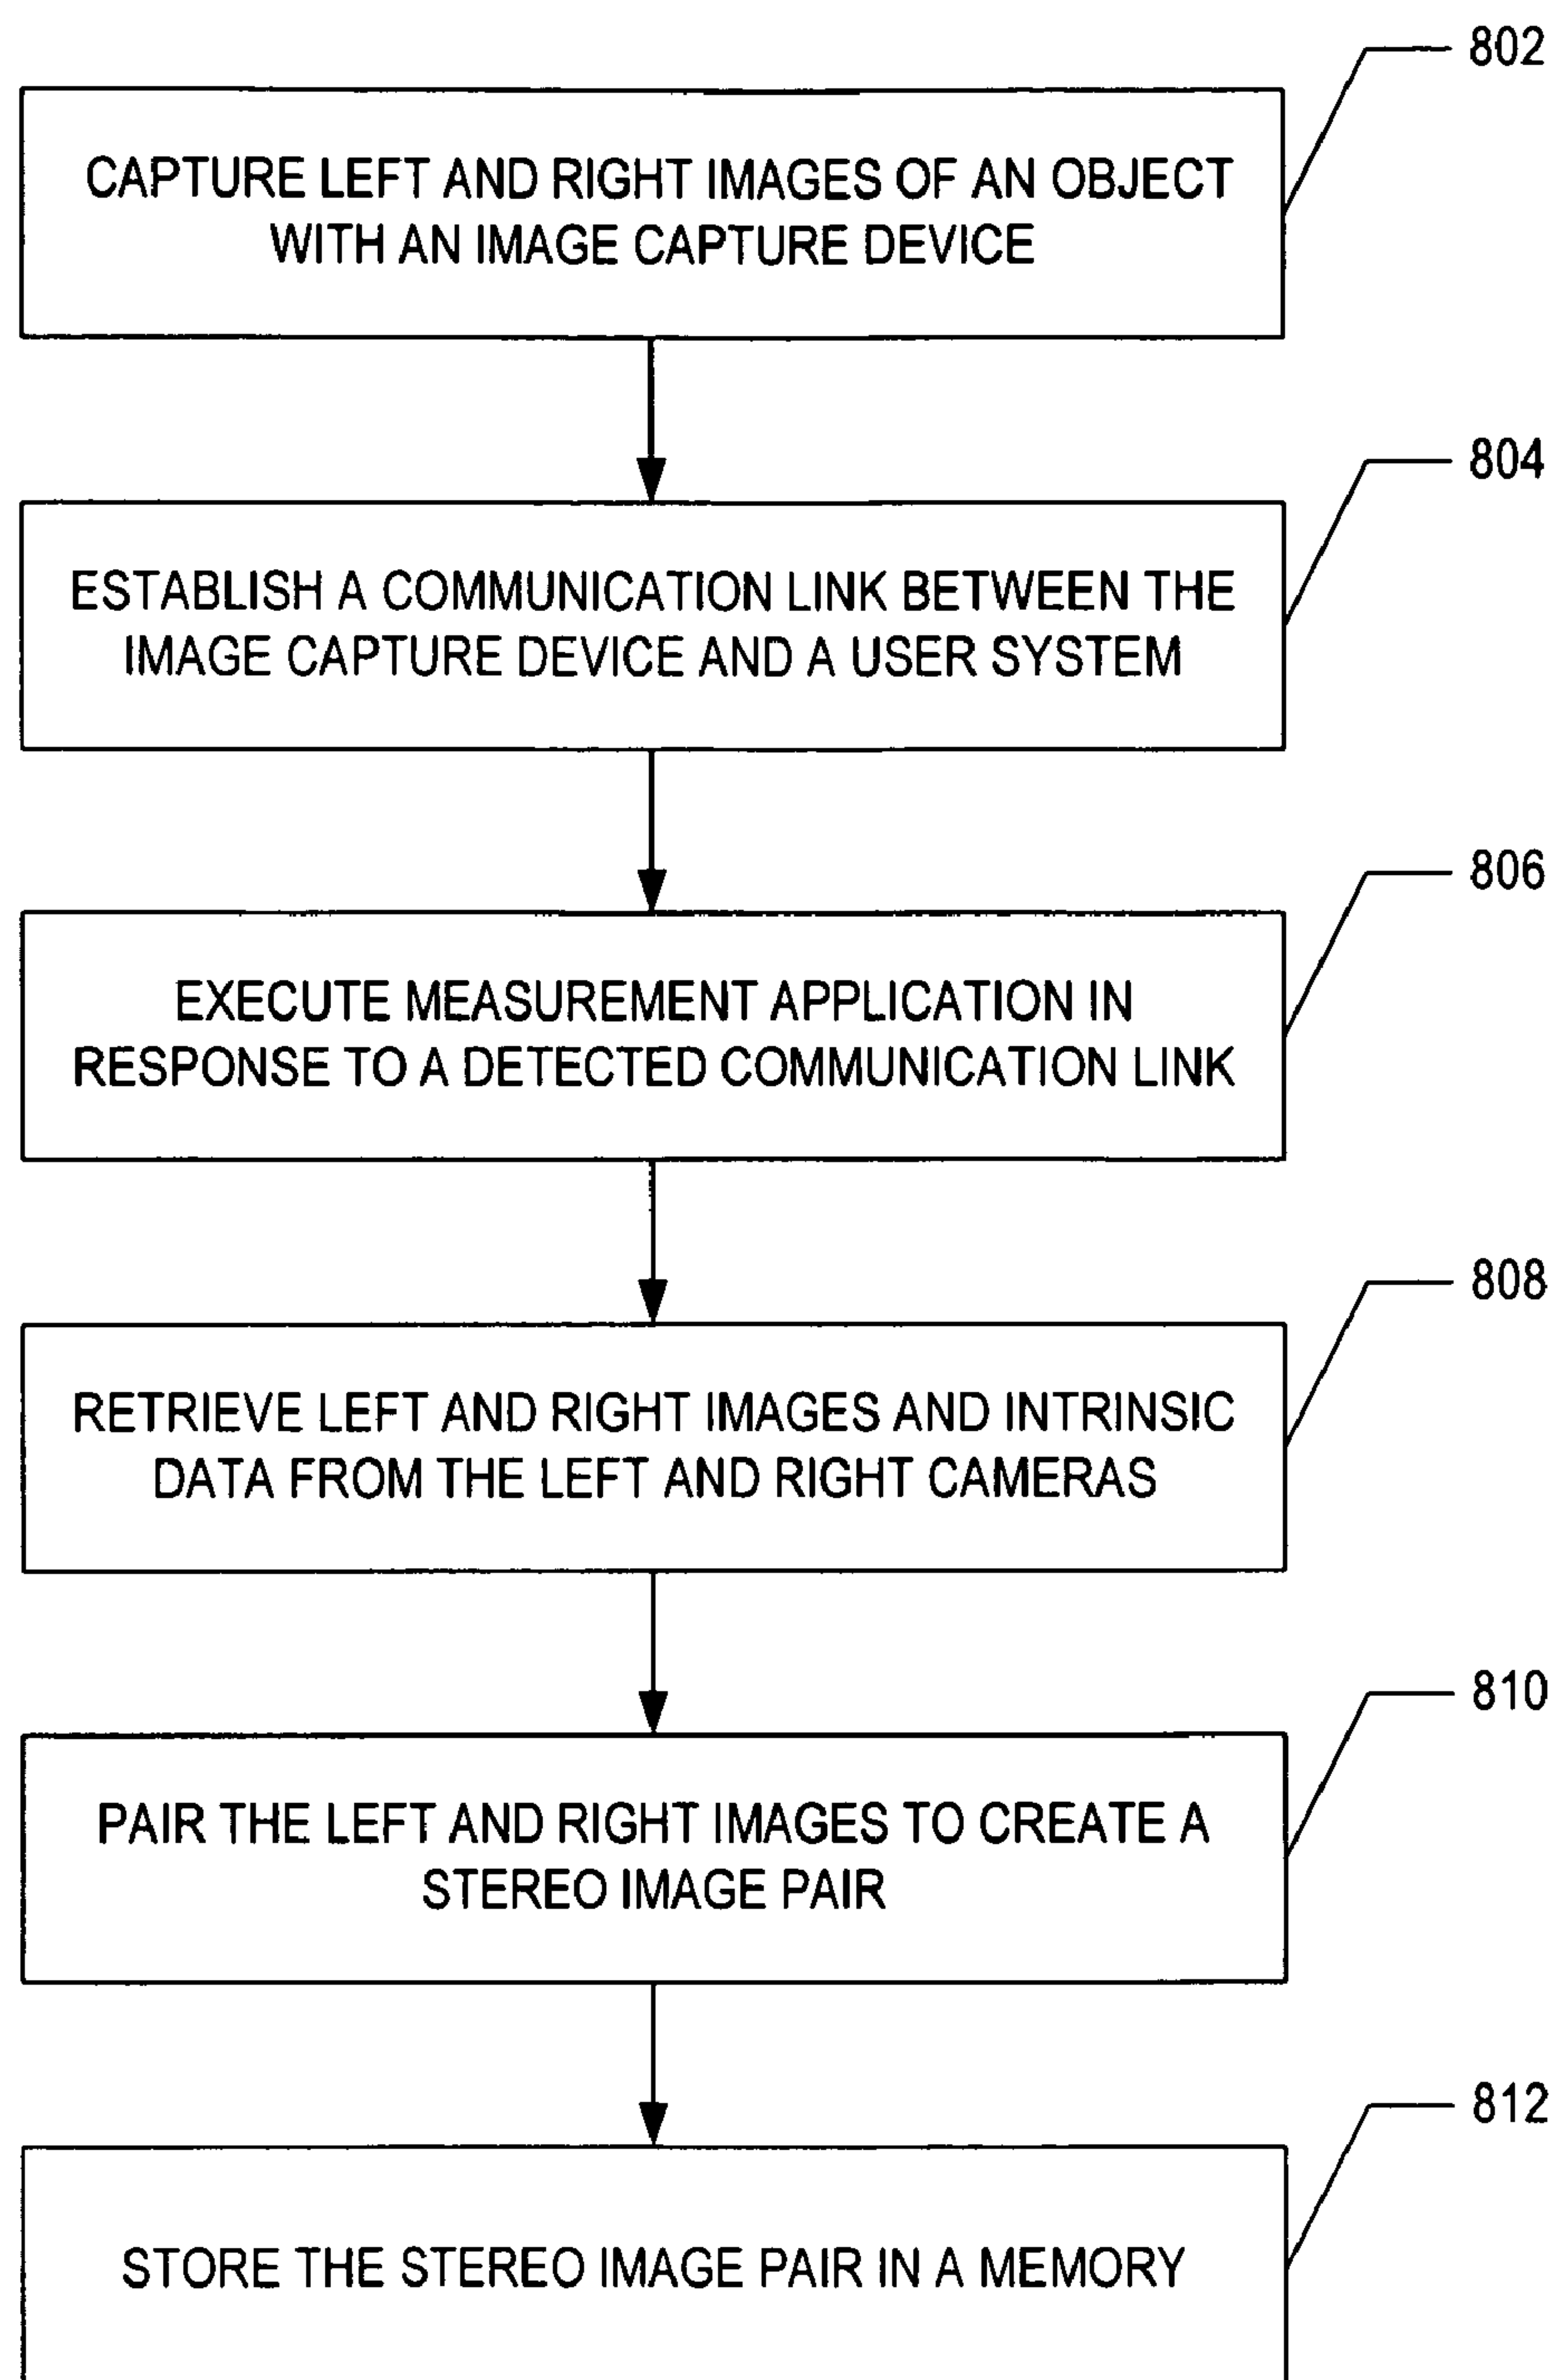 802
CAPTURE LEFT AND RIGHT IMAGES OF AN OBJECT
WITH AN IMAGE CAPTURE DEVICE
804
ESTABLISH A COMMUNICATION LINK BETWEEN THE
IMAGE CAPTURE DEVICE AND A USER SYSTEM
806
EXECUTE MEASUREMENT APPLICATION IN
RESPONSE TO A DETECTED COMMUNICATION LINK
808
RETRIEVE LEFT AND RIGHT IMAGES AND INTRINSIC
DATA FROM THE LEFT AND RIGHT CAMERAS
810
PAIR THE LEFT AND RIGHT IMAGES TO CREATE A
STEREO IMAGE PAIR
812
STORE THE STEREO IMAGE PAIR IN A MEMORY